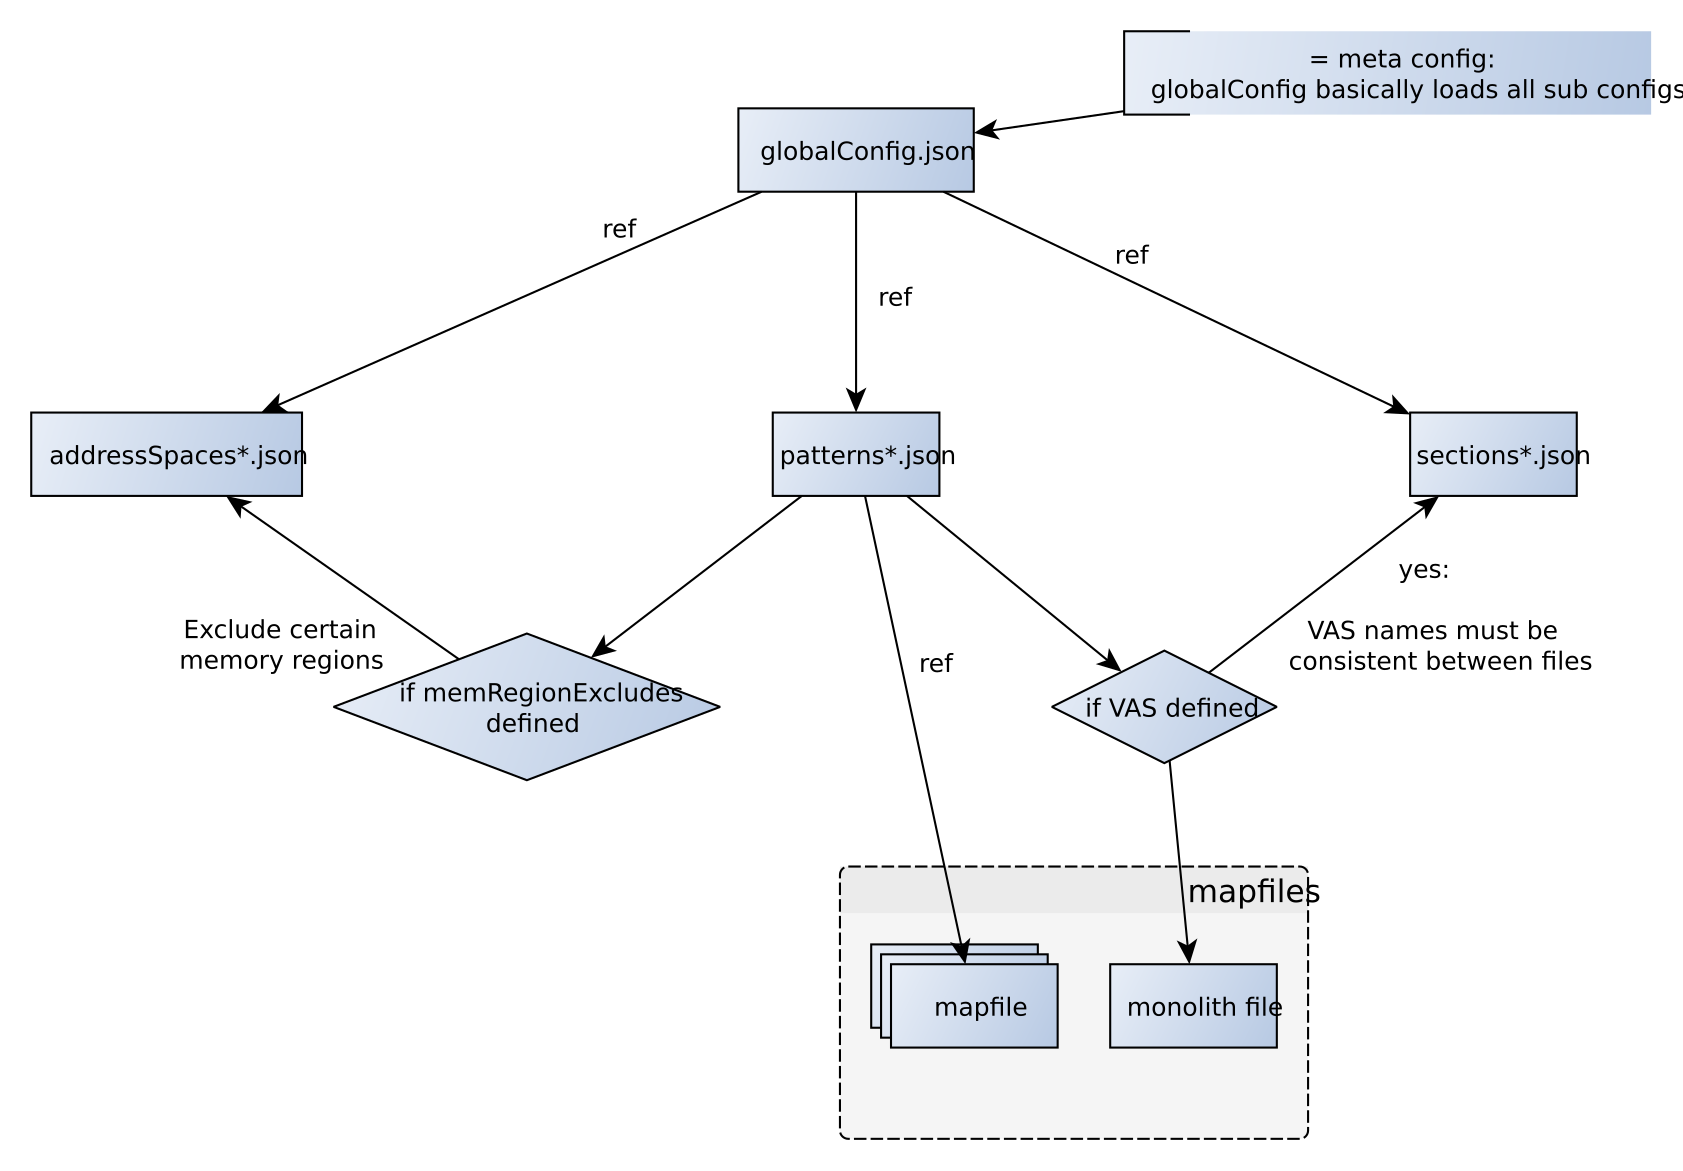 = meta config:
globalConfig basically loads all sub configs
globalConfig.json
ref
ref
ref
addressSpaces*.json
patterns*.json
sections*.json
yes:
Exclude certain
memory regions
VAS names must be
consistent between files
ref
if memRegionExcludes
defined
if VAS defined
mapfiles
mapfile
monolith file